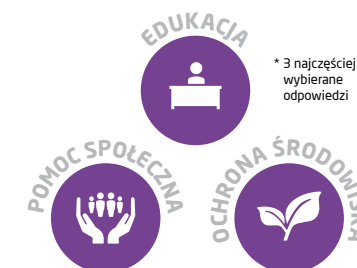 EDUKACJA
* 3 najczęściej
wybierane
odpowiedzi
POMOC SPOŁECZNA
OCHRONA ŚRODOWISKA